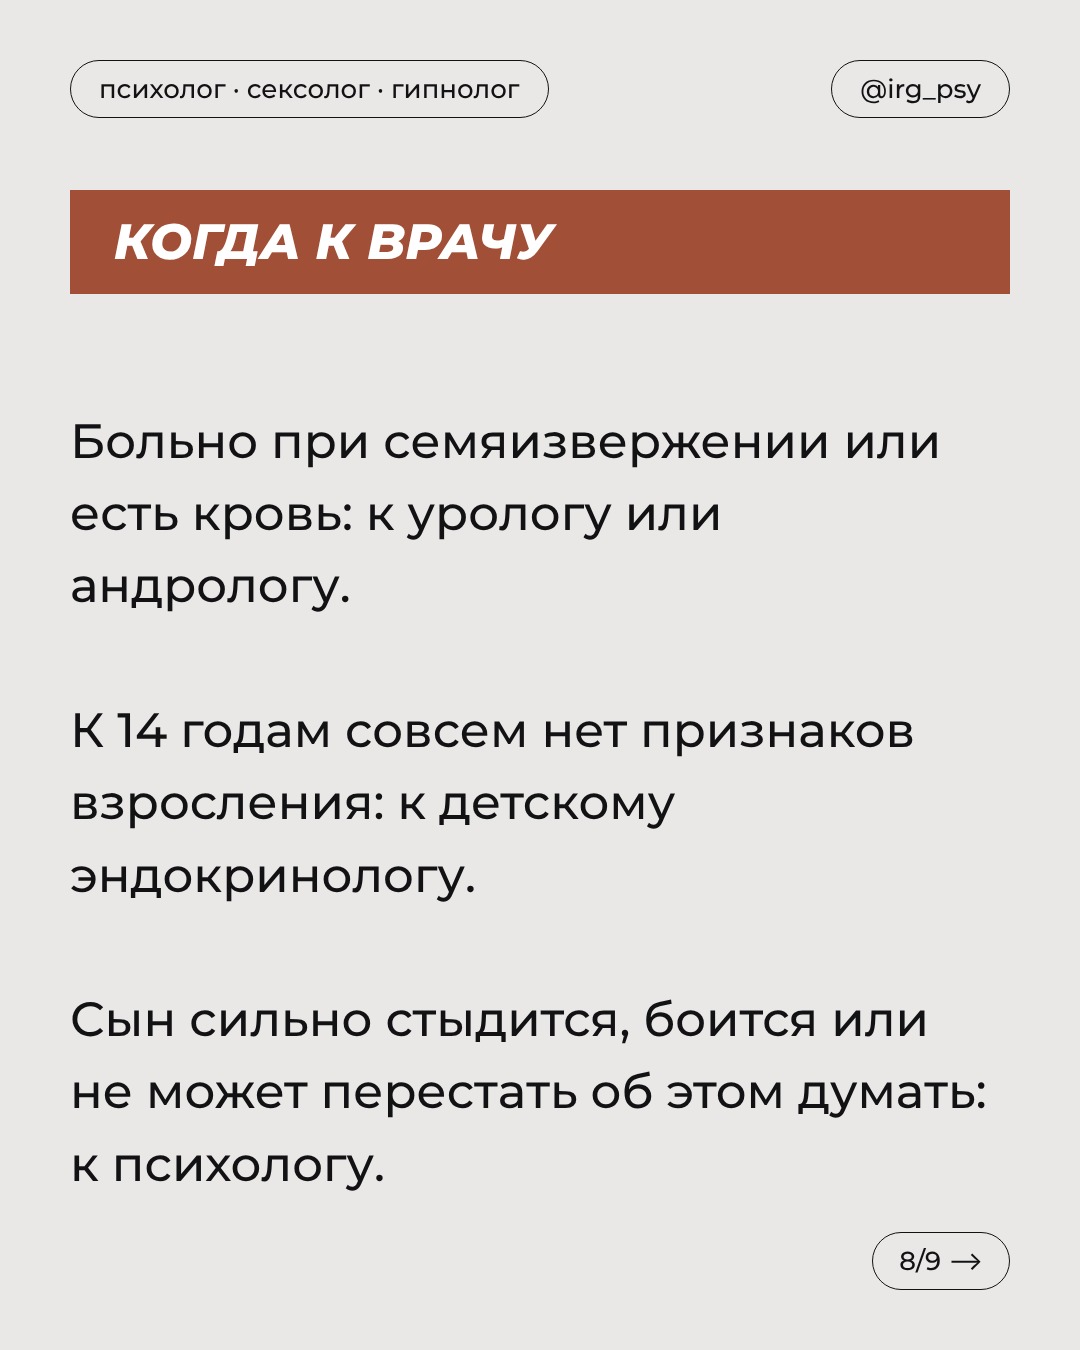 психолог · сексолог · гипнолог
@irg_psy
КОГДА К ВРАЧУ
Больно при семяизвержении или
есть кровь: к урологу или
андрологу.
К 14 годам совсем нет признаков
взросления: к детскому
эндокринологу.
Сын сильно стыдится, боится или
не может перестать об этом думать:
к психологу.
8/9 →